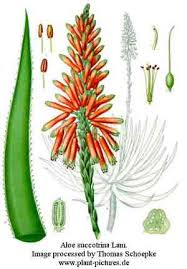 Aloe succotrina Lam.
Image processed by Thomas Schoepke
www.plant-pictures.de